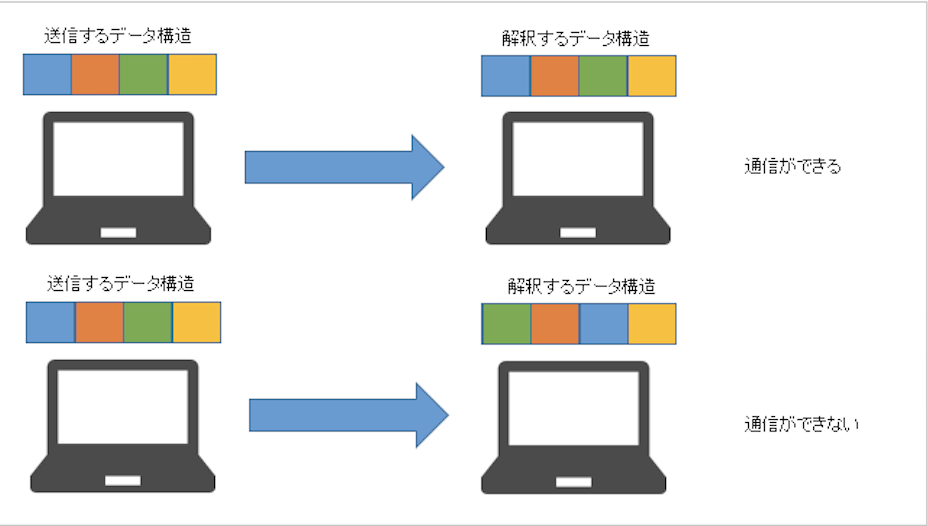 送信するデータ構造
解釈するデータ構造
通信ができる
送信するデータ構造
解釈するデータ構造
通信ができない